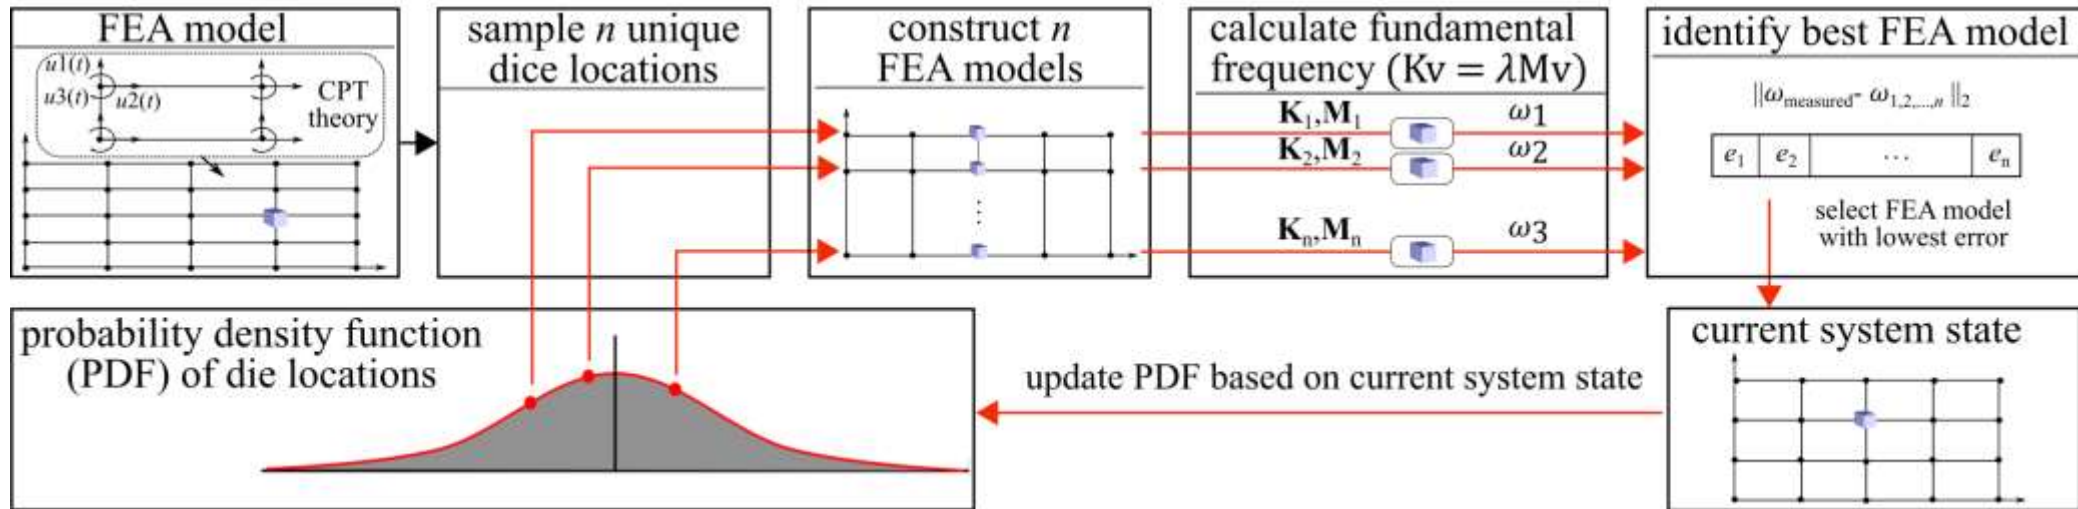 FEA model
u1(t)
u3(t)
u2(t)
CPT
theory
sample n unique
dice locations
construct n
FEA models
calculate fundamental
frequency (Kv = λMv)
K1,M1
ω1
K2,M2
ω2
Kn,Mn
ω3
identify best FEA model
||ωmeasured- ω1,2,...,n ||2
e1 e2 ... en
select FEA model
with lowest error
probability density function
(PDF) of die locations
update PDF based on current system state
current system state